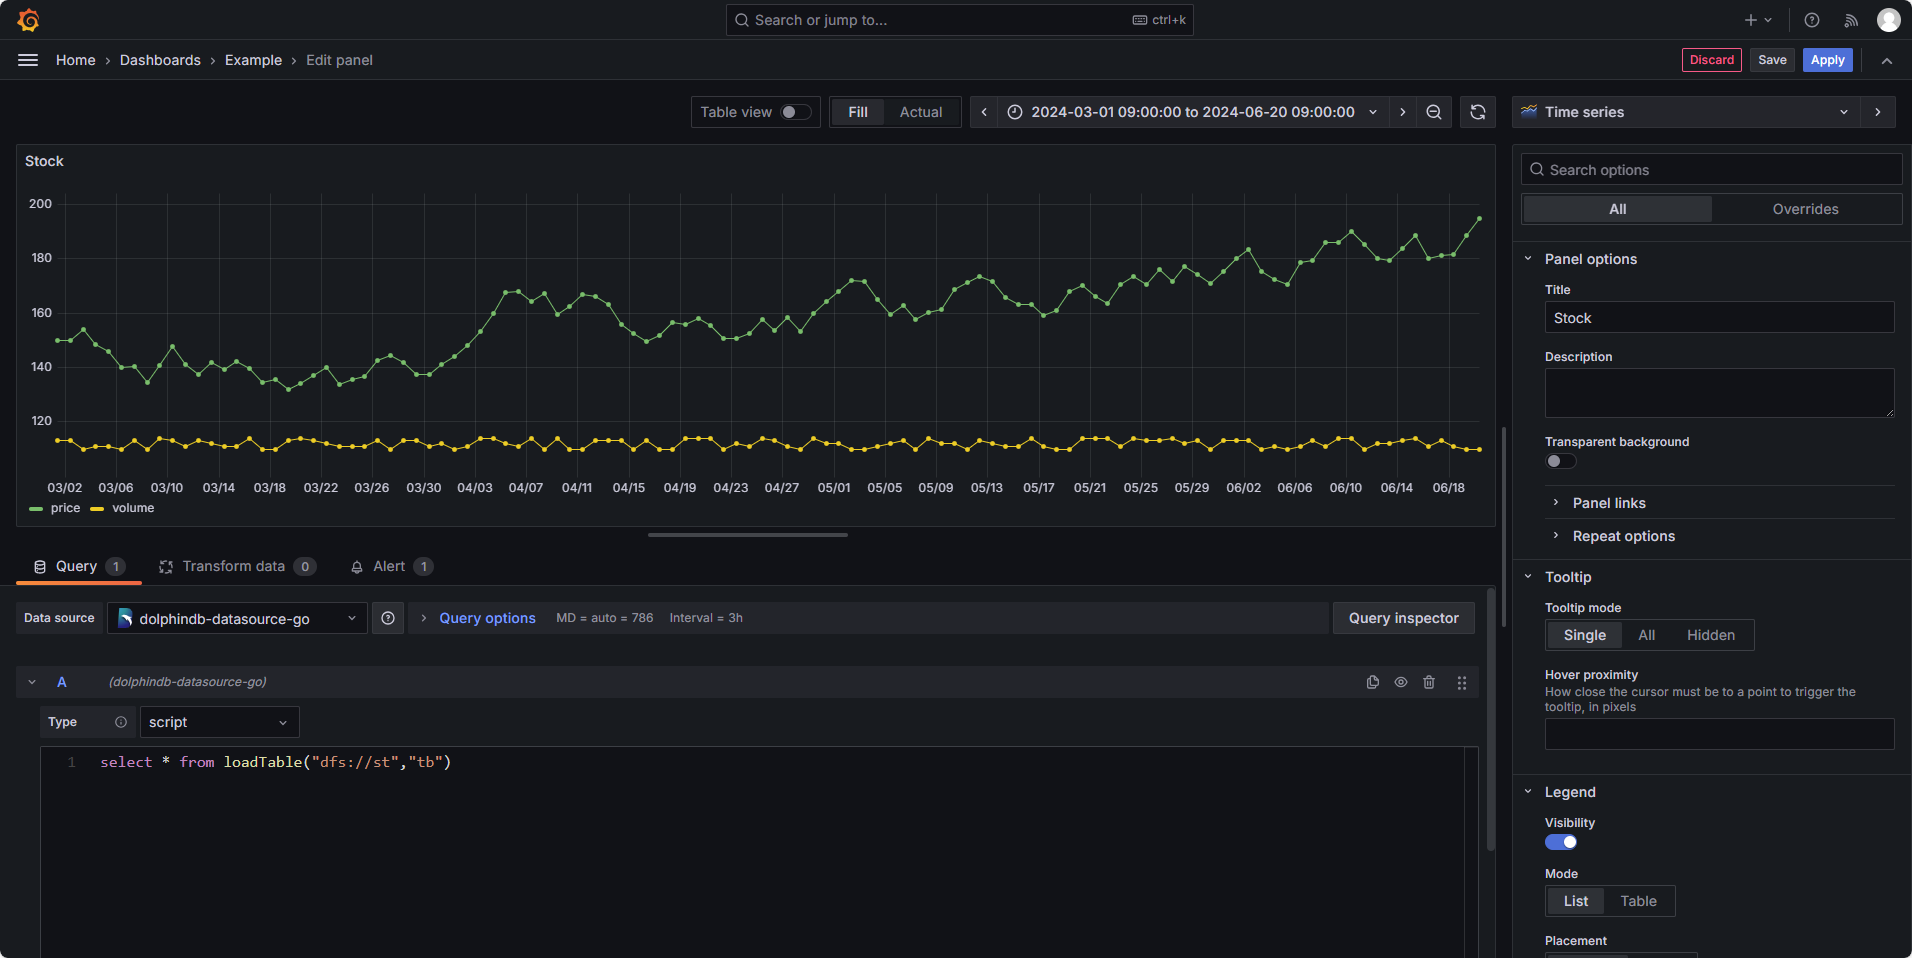 Search or jump to...
ctrl+k
Home › Dashboards › Example › Edit panel
Discard
Save
Apply
Table view
Fill
Actual
2024-03-01 09:00:00 to 2024-06-20 09:00:00
Time series
Stock
200
180
160
140
120
03/02 03/06 03/10 03/14 03/18 03/22 03/26 03/30 04/03 04/07 04/11 04/15 04/19 04/23 04/27 05/01 05/05 05/09 05/13 05/17 05/21 05/25 05/29 06/02 06/06 06/10 06/14 06/18
price volume
Query 1
Transform data 0
Alert 1
Data source
dolphindb-datasource-go
Query options
MD = auto = 786
Interval = 3h
Query inspector
A
(dolphindb-datasource-go)
Type
script
1 select * from loadTable("dfs://st","tb")
Search options
All
Overrides
Panel options
Title
Stock
Description
Transparent background
Panel links
Repeat options
Tooltip
Tooltip mode
Single
All
Hidden
Hover proximity
How close the cursor must be to a point to trigger the
tooltip, in pixels
Legend
Visibility
Mode
List
Table
Placement